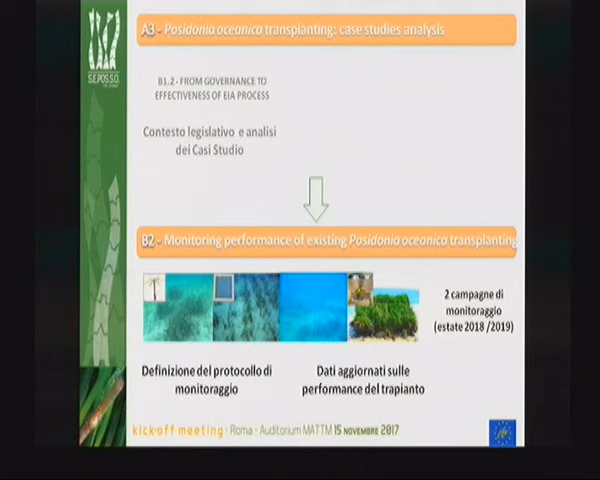 A3 - Posidonia oceanica transplanting: case studies analysis
S.E.POS.S.O.
B1.2 - FROM GOVERNANCE TO
EFFECTIVENESS OF EIA PROCESS
Contesto legislativo e analisi
dei Casi Studio
B2 - Monitoring performance of existing Posidonia oceanica transplanting
2 campagne di
monitoraggio
(estate 2018 /2019)
Definizione del protocollo di
monitoraggio
Dati aggiornati sulle
performance del trapianto
kick-off meeting - Roma - Auditorium MATTM 15 NOVEMBRE 2017